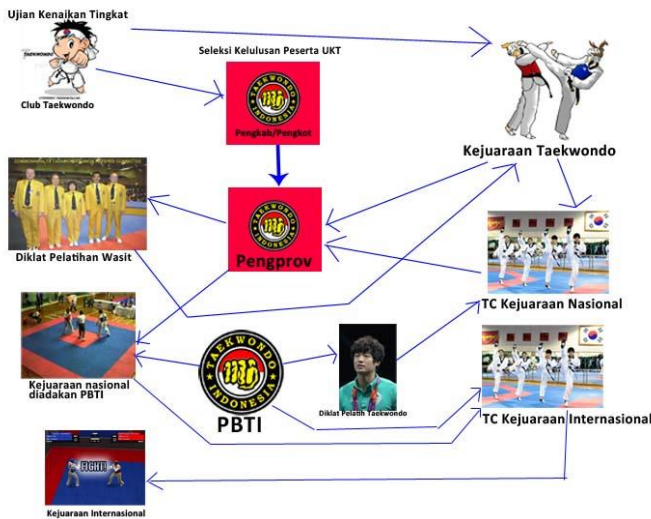 Ujian Kenaikan Tingkat
Club Taekwondo
Seleksi Kelulusan Peserta UKT
TAEKWONDO
INDONESIA
Pengkab/Pengkot
Kejuaraan Taekwondo
Diklat Pelatihan Wasit
TAEKWONDO
INDONESIA
Pengprov
TC Kejuaraan Nasional
Kejuaraan nasional
diadakan PBTI
TAEKWONDO
INDONESIA
PBTI
Diklat Pelatih Taekwondo
TC Kejuaraan Internasional
FIGHT!
Kejuaraan Internasional